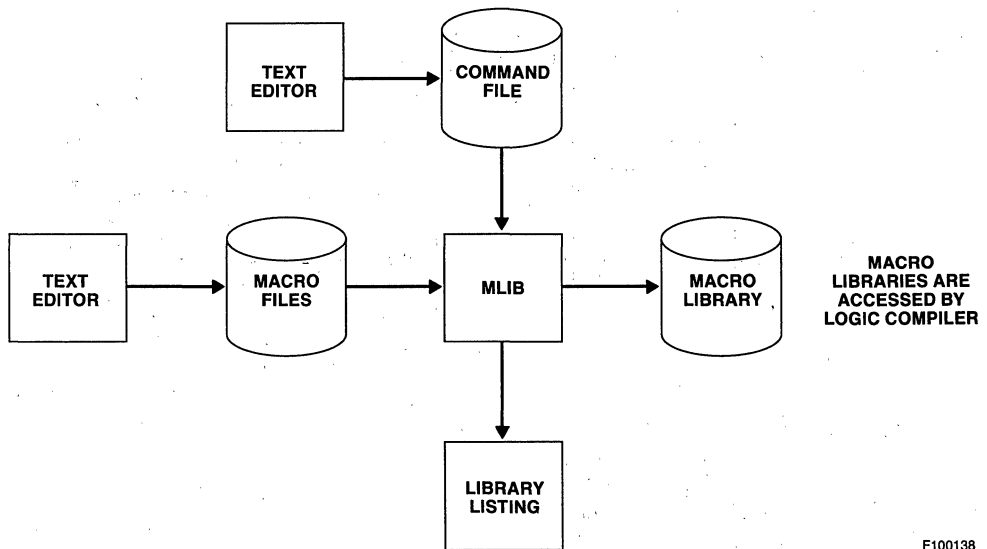 TEXT
EDITOR
COMMAND
FILE
TEXT
EDITOR
MACRO
FILES
MLIB
MACRO
LIBRARY
MACRO
LIBRARIES ARE
ACCESSED BY
LOGIC COMPILER
LIBRARY
LISTING
F100138